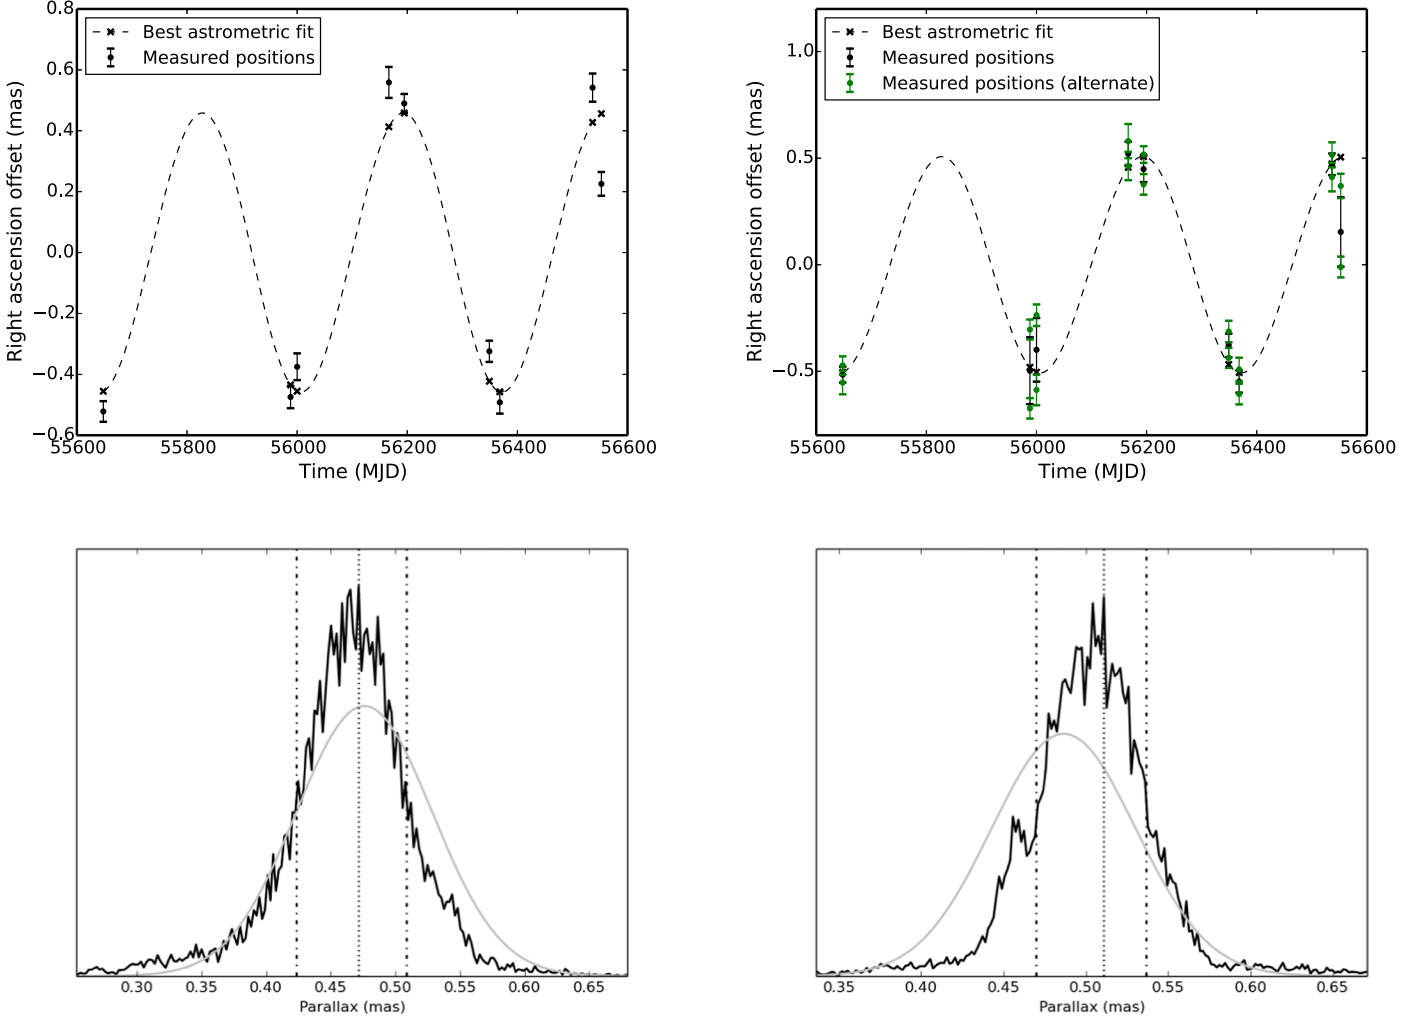 0.8
0.6
0.4
0.2
0.0
−0.2
−0.4
−0.6
Best astrometric fit
Measured positions
Right ascension offset (mas)
55600 55800 56000 56200 56400 56600
Time (MJD)
1.0
0.5
0.0
−0.5
Best astrometric fit
Measured positions
Measured positions (alternate)
Right ascension offset (mas)
55600 55800 56000 56200 56400 56600
Time (MJD)
0.30 0.35 0.40 0.45 0.50 0.55 0.60 0.65
Parallax (mas)
0.35 0.40 0.45 0.50 0.55 0.60 0.65
Parallax (mas)